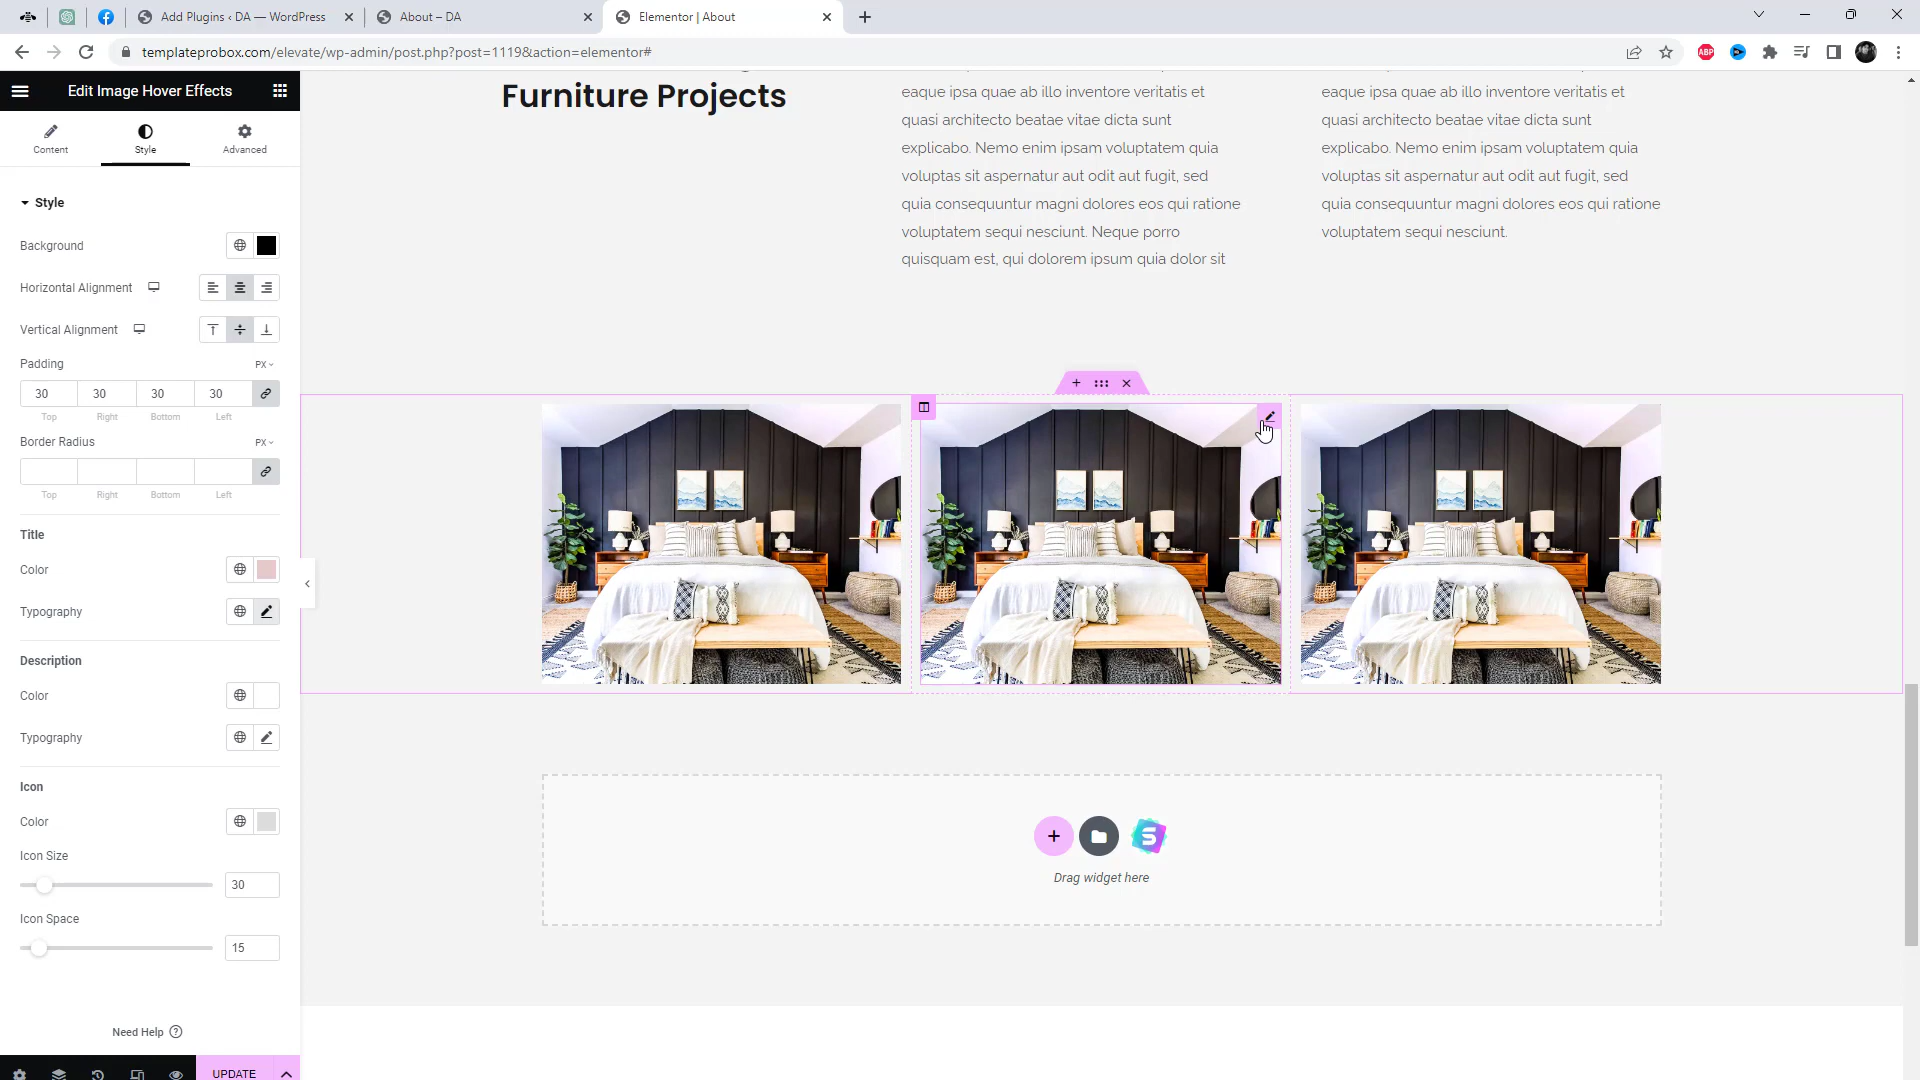 Add Plugins ‹ DA — WordPress
About – DA
Elementor | About
templateprobox.com/elevate/wp-admin/post.php?post=1119&action=elementor#
ABP
Edit Image Hover Effects
Content
Style
Advanced
Style
Background
Horizontal Alignment
Vertical Alignment
Padding
PX
30
30
30
30
Top
Right
Bottom
Left
Border Radius
PX
Top
Right
Bottom
Left
Title
Color
Typography
Description
Color
Typography
Icon
Color
Icon Size
30
Icon Space
15
Need Help
UPDATE
Furniture Projects
eaque ipsa quae ab illo inventore veritatis et
quasi architecto beatae vitae dicta sunt
explicabo. Nemo enim ipsam voluptatem quia
voluptas sit aspernatur aut odit aut fugit, sed
quia consequuntur magni dolores eos qui ratione
voluptatem sequi nesciunt. Neque porro
quisquam est, qui dolorem ipsum quia dolor sit
eaque ipsa quae ab illo inventore veritatis et
quasi architecto beatae vitae dicta sunt
explicabo. Nemo enim ipsam voluptatem quia
voluptas sit aspernatur aut odit aut fugit, sed
quia consequuntur magni dolores eos qui ratione
voluptatem sequi nesciunt.
Drag widget here